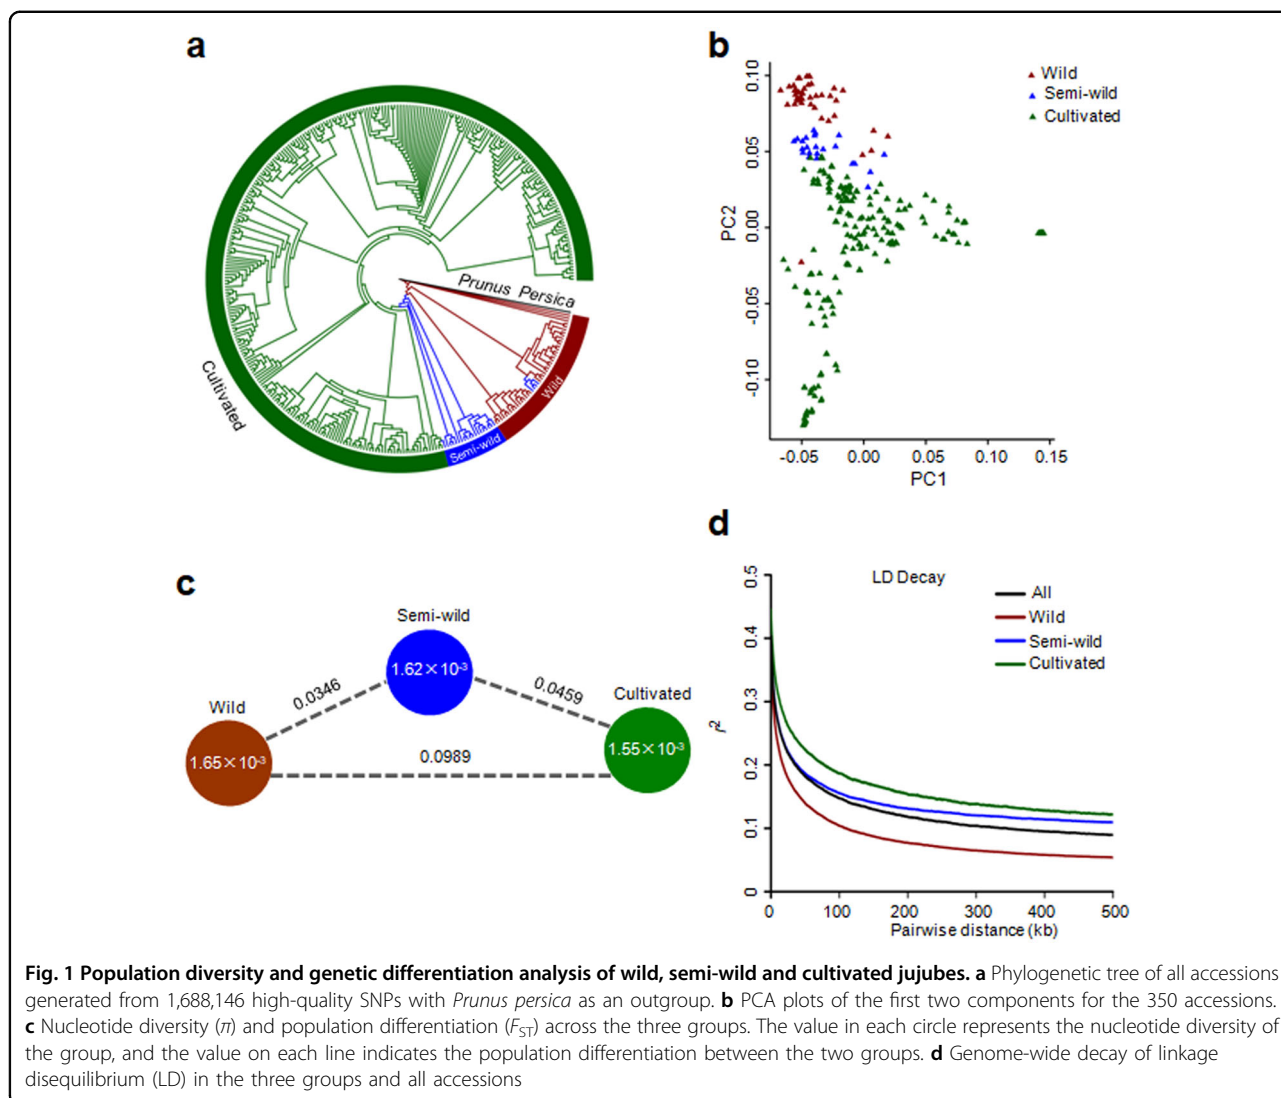 a
Prunus Persica
Cultivated
Semi-wild
Wild
b
Wild
Semi-wild
Cultivated
0.10
0.05
0.00
-0.05
-0.10
PC2
-0.05 0.00 0.05 0.10 0.15
PC1
c
Semi-wild
1.62×10⁻³
0.0346
0.0459
Wild
Cultivated
1.65×10⁻³
1.55×10⁻³
0.0989
d
LD Decay
All
Wild
Semi-wild
Cultivated
0.5
0.4
0.3
0.2
0.1
0
r²
0 100 200 300 400 500
Pairwise distance (kb)
Fig. 1 Population diversity and genetic differentiation analysis of wild, semi-wild and cultivated jujubes. a Phylogenetic tree of all accessions
generated from 1,688,146 high-quality SNPs with Prunus persica as an outgroup. b PCA plots of the first two components for the 350 accessions.
c Nucleotide diversity (π) and population differentiation (F_ST) across the three groups. The value in each circle represents the nucleotide diversity of
the group, and the value on each line indicates the population differentiation between the two groups. d Genome-wide decay of linkage
disequilibrium (LD) in the three groups and all accessions